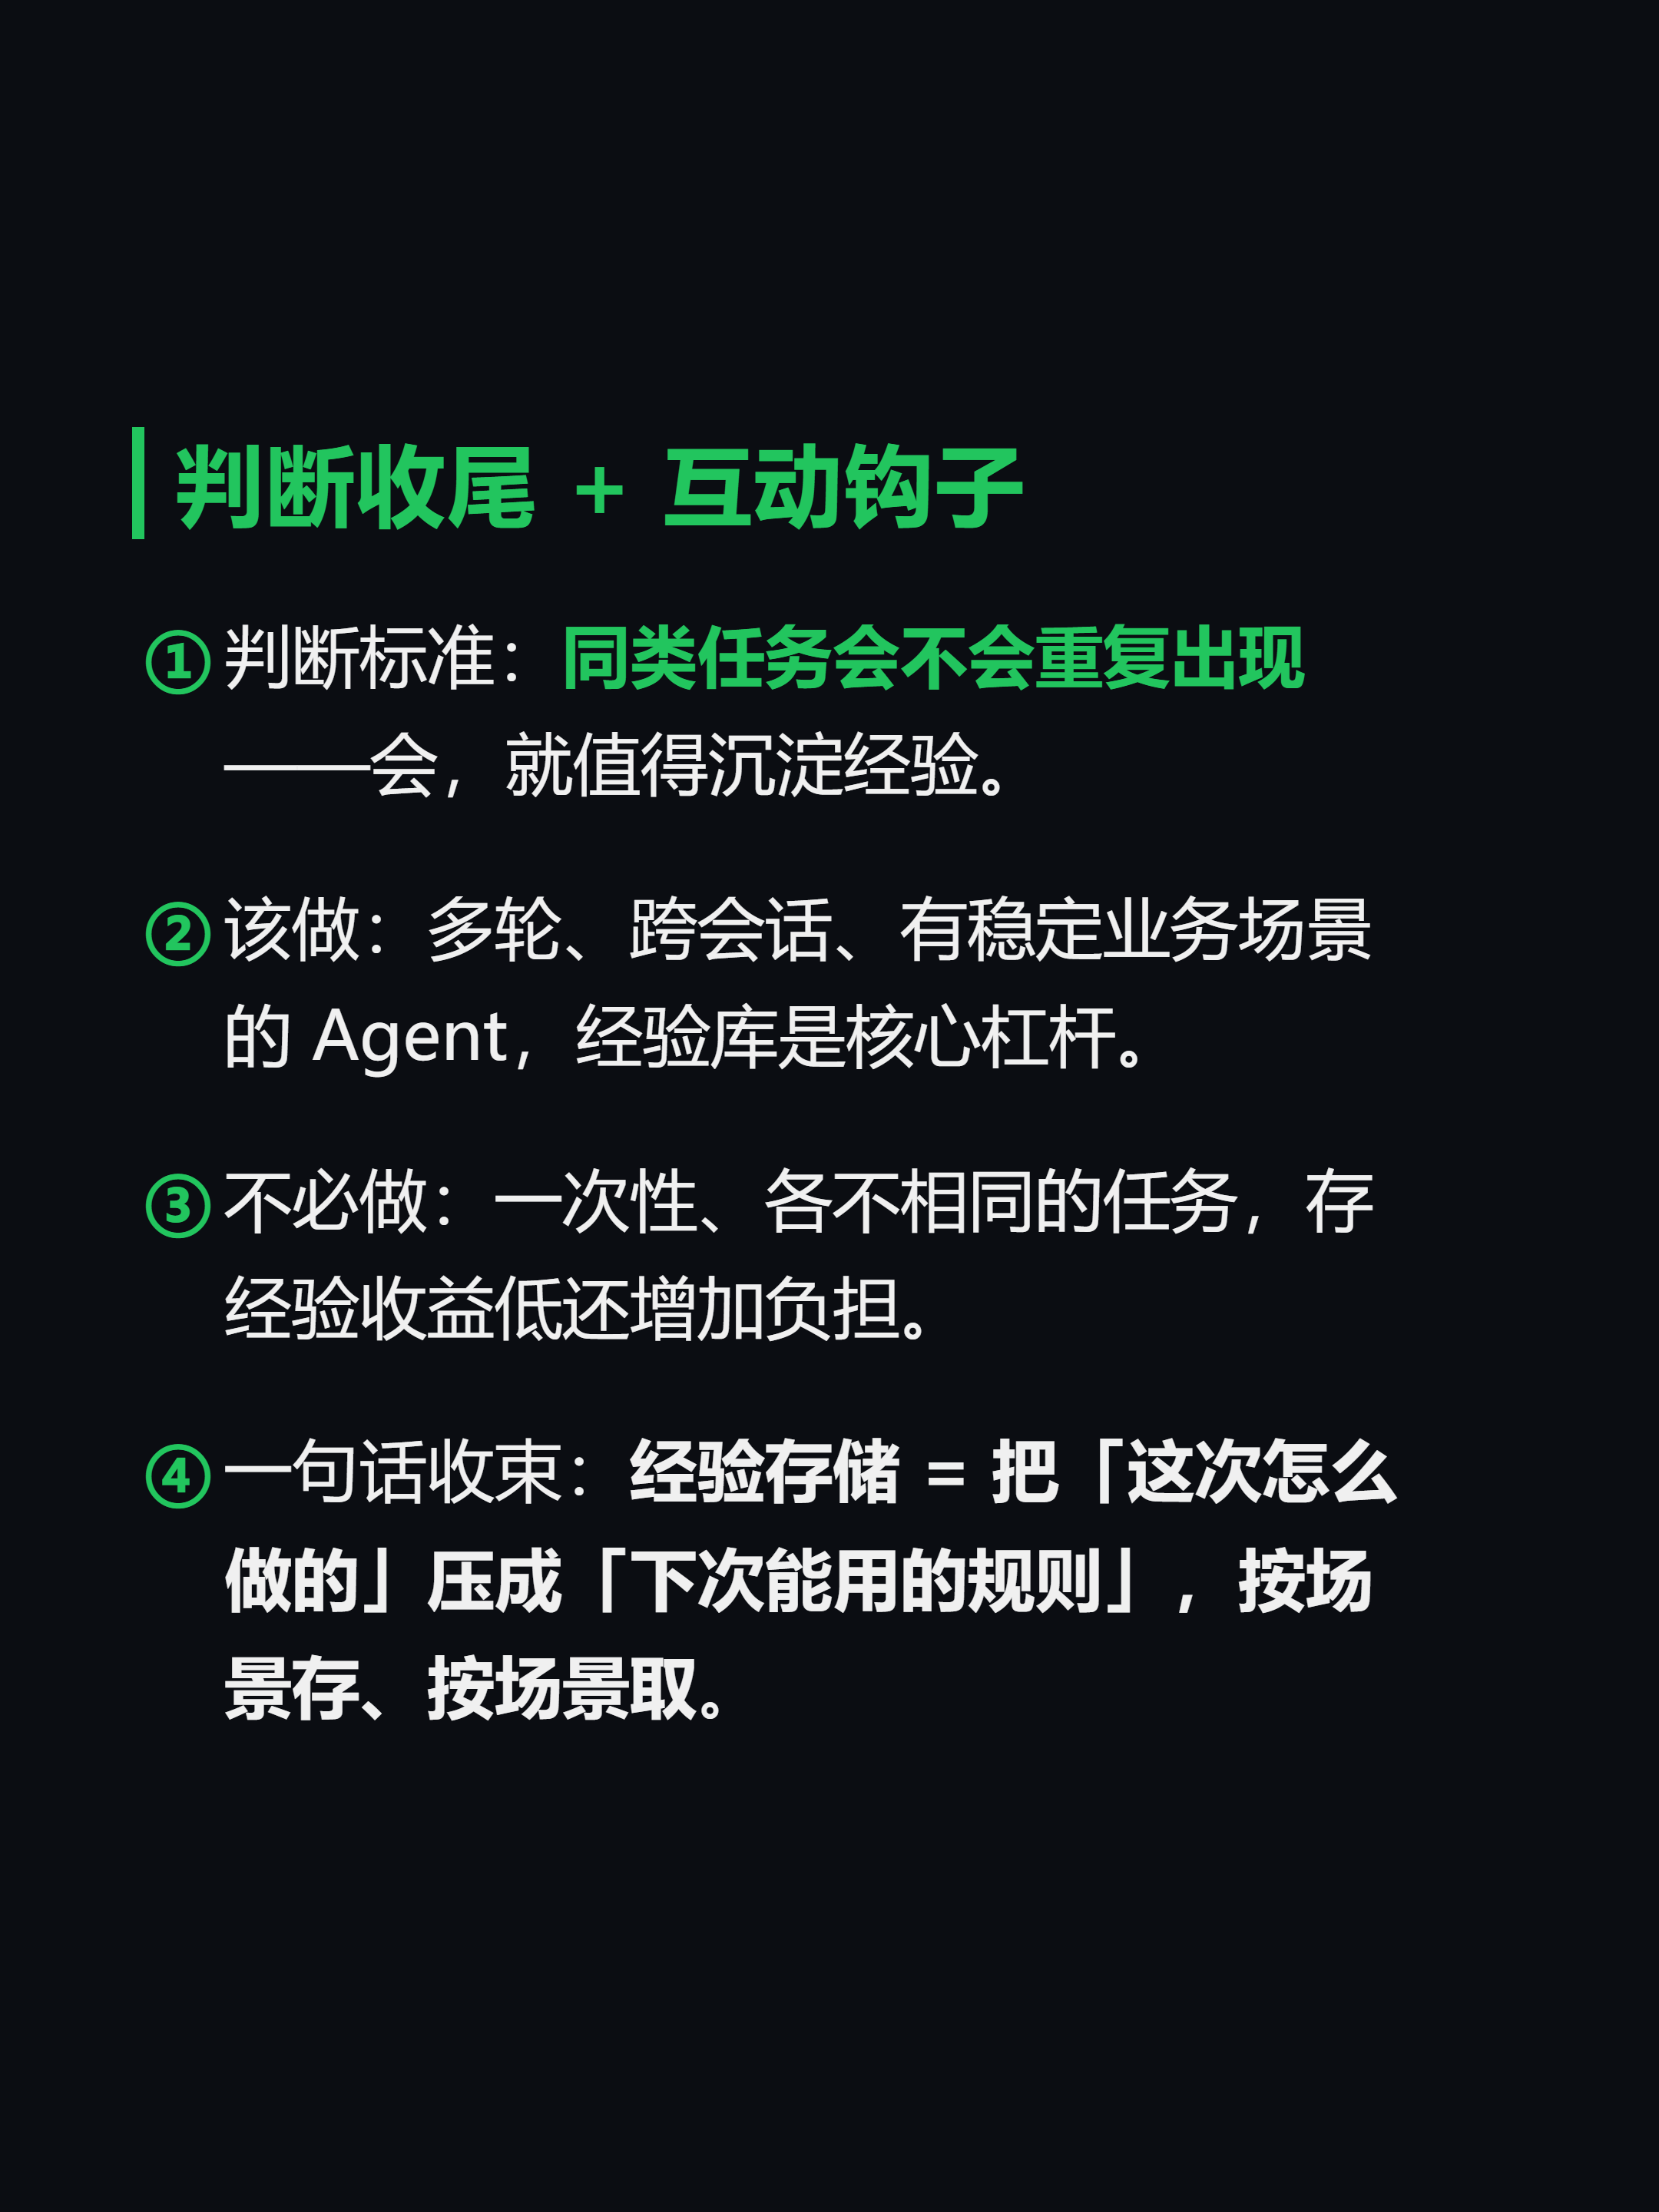 判断收尾 + 互动钩子
①判断标准：同类任务会不会重复出现
——会，就值得沉淀经验。
②该做：多轮、跨会话、有稳定业务场景
的 Agent，经验库是核心杠杆。
③不必做：一次性、各不相同的任务，存
经验收益低还增加负担。
④一句话收束：经验存储 = 把「这次怎么
做的」压成「下次能用的规则」，按场
景存、按场景取。